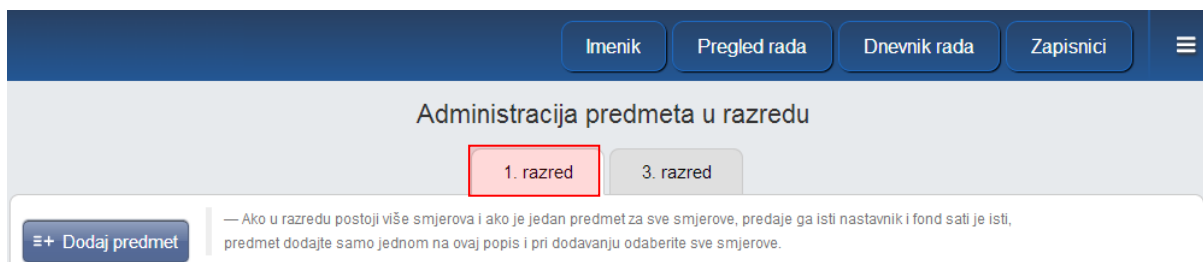 Imenik Pregled rada Dnevnik rada Zapisnici
Administracija predmeta u razredu
1. razred 3. razred
Dodaj predmet
— Ako u razredu postoji više smjerova i ako je jedan predmet za sve smjerove, predaje ga isti nastavnik i fond sati je isti,
predmet dodajte samo jednom na ovaj popis i pri dodavanju odaberite sve smjerove.